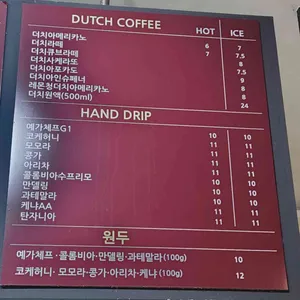 DUTCH COFFEE
HOT ICE
더치아메리카노 6 7
더치라떼 7 7.5
더치큐브라떼 8
더치사케라또 7.5
더치아포카도 9
더치아인슈페너 8
레몬청더치아메리카노 8
더치원액(500ml) 24
HAND DRIP
예가체프G1 10 10
코케허니 11 11
모모라 11 11
콩가 11 11
아리차 11 11
콜롬비아수프리모 10 10
만델링 10 10
과테말라 10 10
케냐AA 11 11
탄자니아 11 11
원두
예가체프·콜롬비아·만델링·과테말라(100g) 10
코케허니·모모라·콩가·아리차·케냐(100g) 12